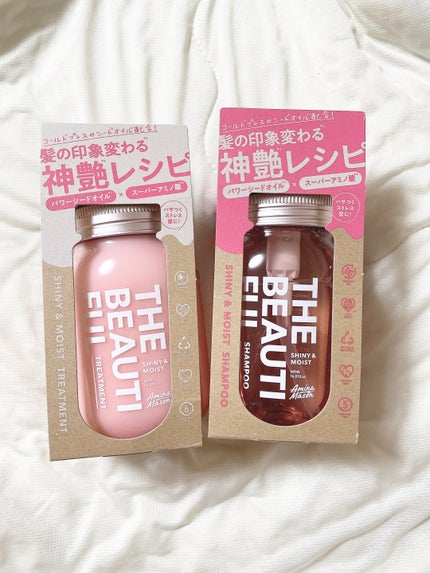 コールドプレスのシードオイル配合!
髪の印象変わる
神艶レシピ
パワーシードオイル × スーパーアミノ酸
パサつく
ストレス
髪に!
SHINY & MOIST TREATMENT
THE
BEAUTI
FUL
TREATMENT
SHINY &
MOIST
Amino
Mason
コールドプレスのシードオイル配合!
髪の印象変わる
神艶レシピ
パワーシードオイル × スーパーアミノ酸
パサつく
ストレス
髪に!
SHINY & MOIST SHAMPOO
THE
BEAUTI
FUL
SHAMPOO
SHINY &
MOIST
Amino
Mason